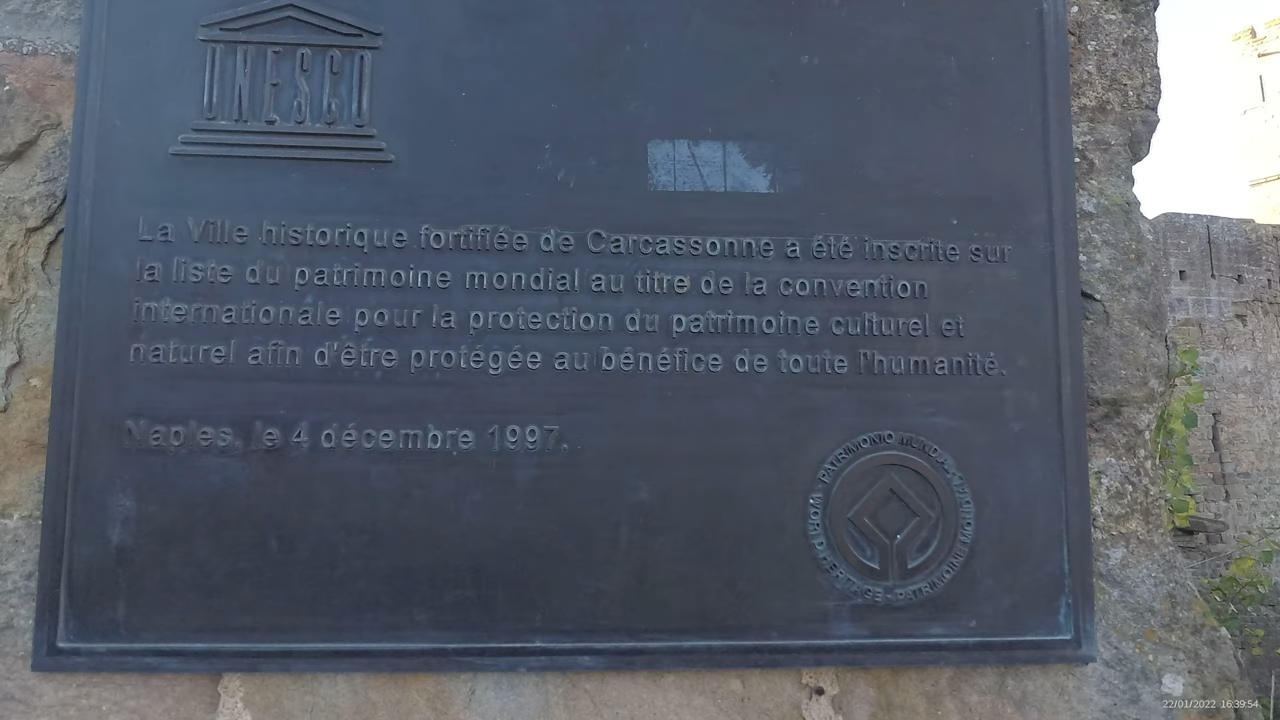 UNESCO
La Ville historique fortifiée de Carcassonne a été inscrite sur
la liste du patrimoine mondial au titre de la convention
internationale pour la protection du patrimoine culturel et
naturel afin d'être protégée au bénéfice de toute l'humanité.
Naples, le 4 décembre 1997.
WORLD HERITAGE - PATRIMOINE MONDIAL - PATRIMONIO MUNDIAL -
22/01/2022 16:39:54